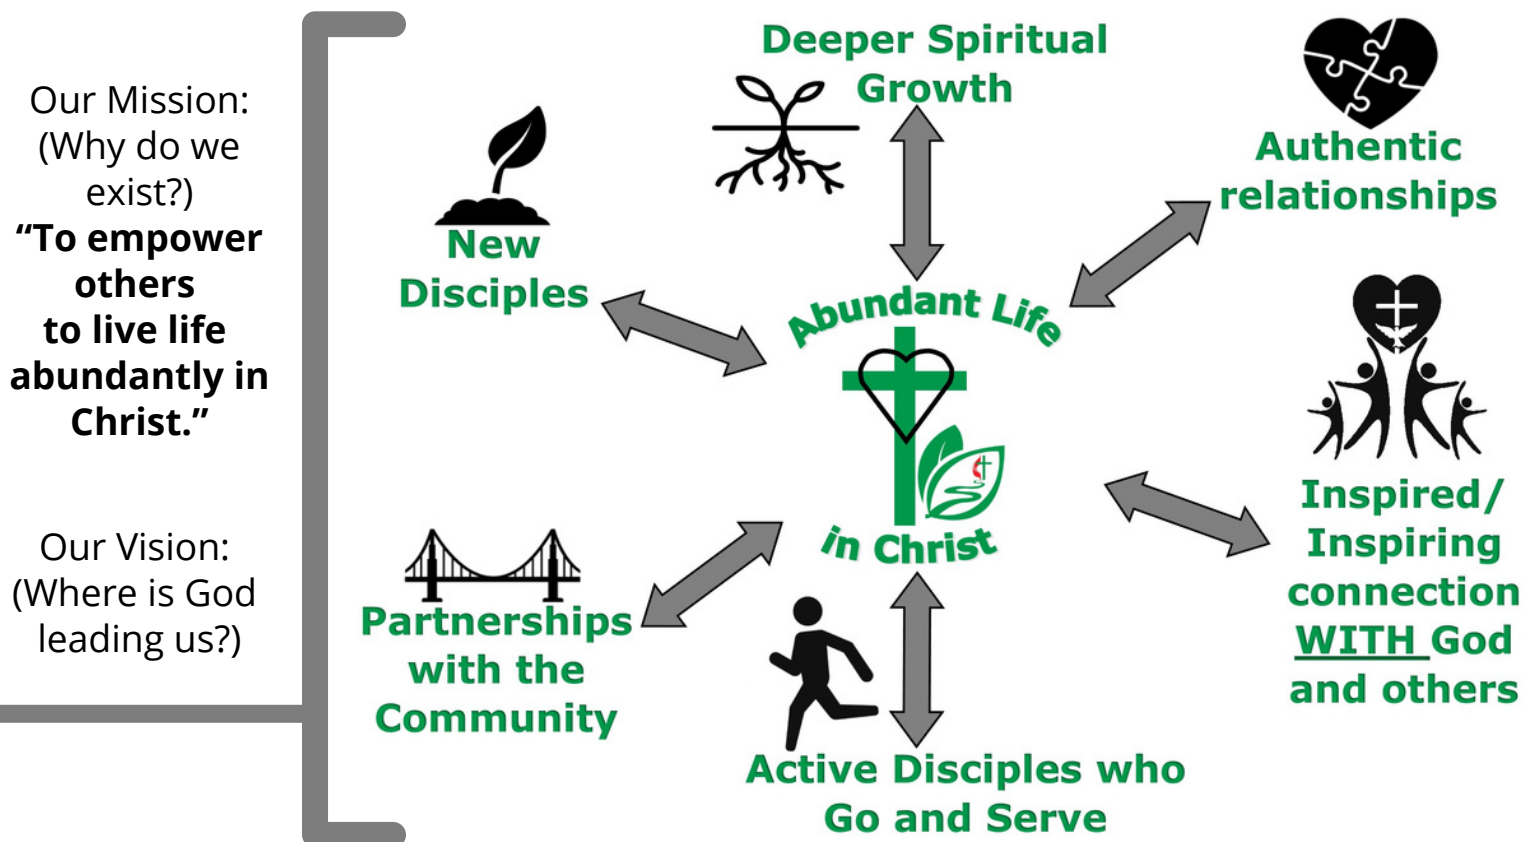 Our Mission:
(Why do we
exist?)
“To empower
others
to live life
abundantly in
Christ.”
Our Vision:
(Where is God
leading us?)
Deeper Spiritual
Growth
Authentic
relationships
New
Disciples
Abundant Life
in Christ
Inspired/
Inspiring
connection
WITH God
and others
Partnerships
with the
Community
Active Disciples who
Go and Serve